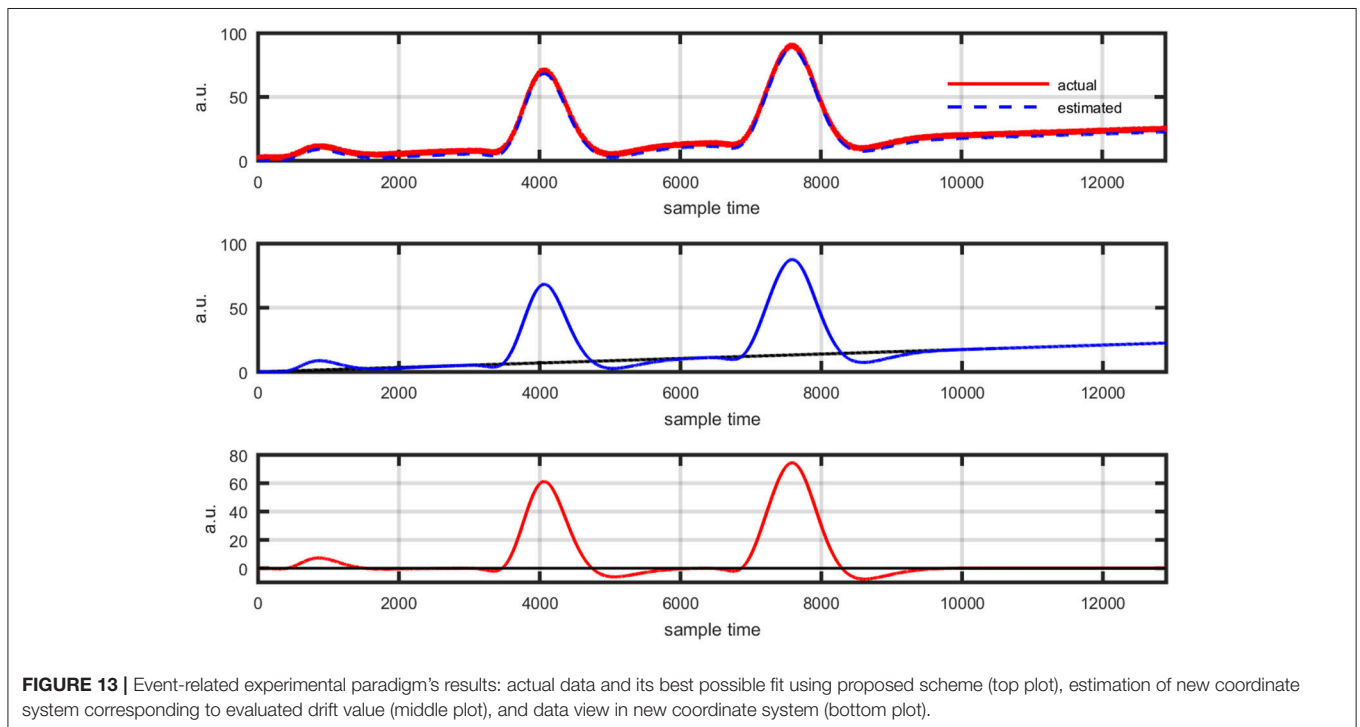 100
50
0
a.u.
actual
estimated
0 2000 4000 6000 8000 10000 12000
sample time
100
50
0
a.u.
0 2000 4000 6000 8000 10000 12000
sample time
80
60
40
20
0
a.u.
0 2000 4000 6000 8000 10000 12000
sample time
FIGURE 13 | Event-related experimental paradigm's results: actual data and its best possible fit using proposed scheme (top plot), estimation of new coordinate
system corresponding to evaluated drift value (middle plot), and data view in new coordinate system (bottom plot).